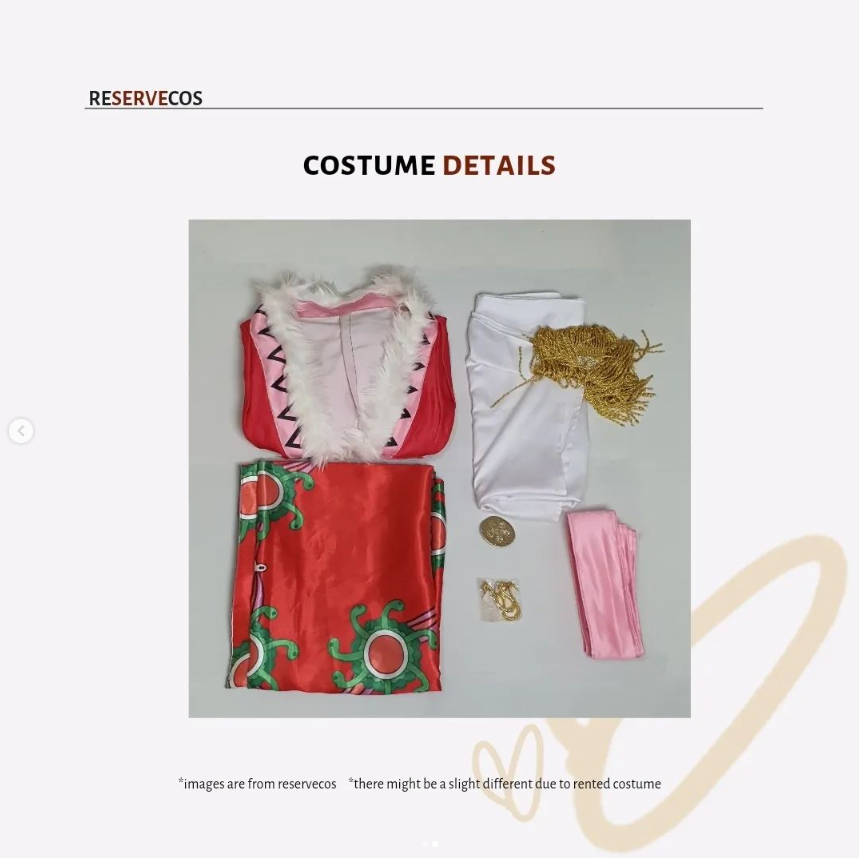 RESERVECOS
COSTUME DETAILS
*images are from reservecos *there might be a slight different due to rented costume